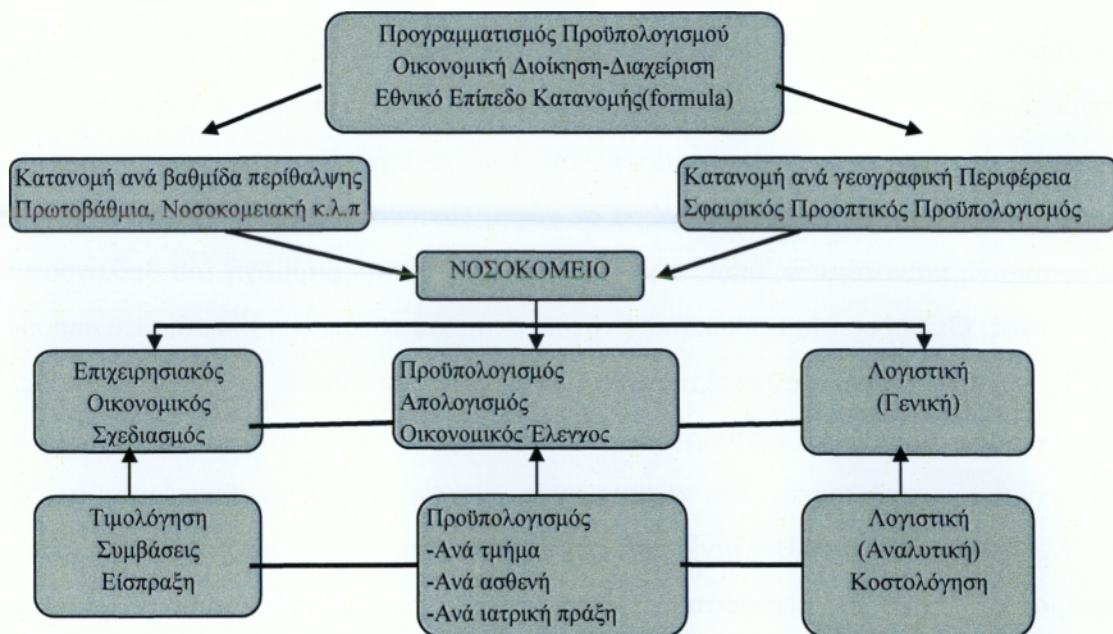 Προγραμματισμός Προϋπολογισμού
Οικονομική Διοίκηση-Διαχείριση
Εθνικό Επίπεδο Κατανομής(formula)
Κατανομή ανά βαθμίδα περίθαλψης
Πρωτοβάθμια, Νοσοκομειακή κ.λ.π
Κατανομή ανά γεωγραφική Περιφέρεια
Σφαιρικός Προοπτικός Προϋπολογισμός
ΝΟΣΟΚΟΜΕΙΟ
Επιχειρησιακός
Οικονομικός
Σχεδιασμός
Προϋπολογισμός
Απολογισμός
Οικονομικός Έλεγχος
Λογιστική
(Γενική)
Τιμολόγηση
Συμβάσεις
Είσπραξη
Προϋπολογισμός
-Ανά τμήμα
-Ανά ασθενή
-Ανά ιατρική πράξη
Λογιστική
(Αναλυτική)
Κοστολόγηση